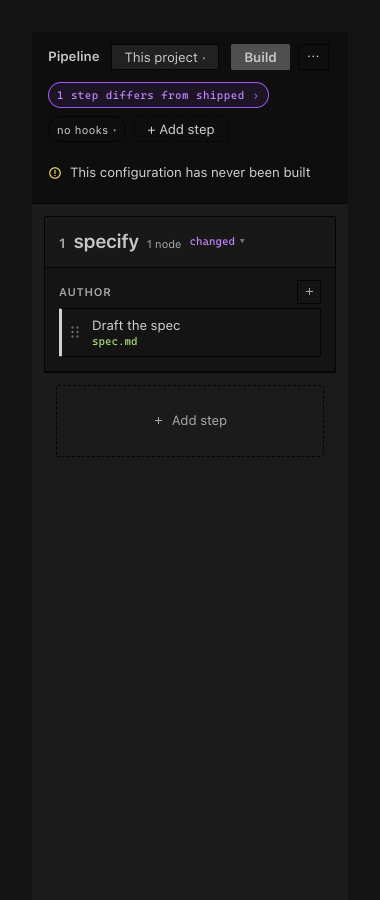 Pipeline This project Build ...
1 step differs from shipped ›
no hooks + Add step
This configuration has never been built
1 specify 1 node changed
AUTHOR +
Draft the spec
spec.md
+ Add step